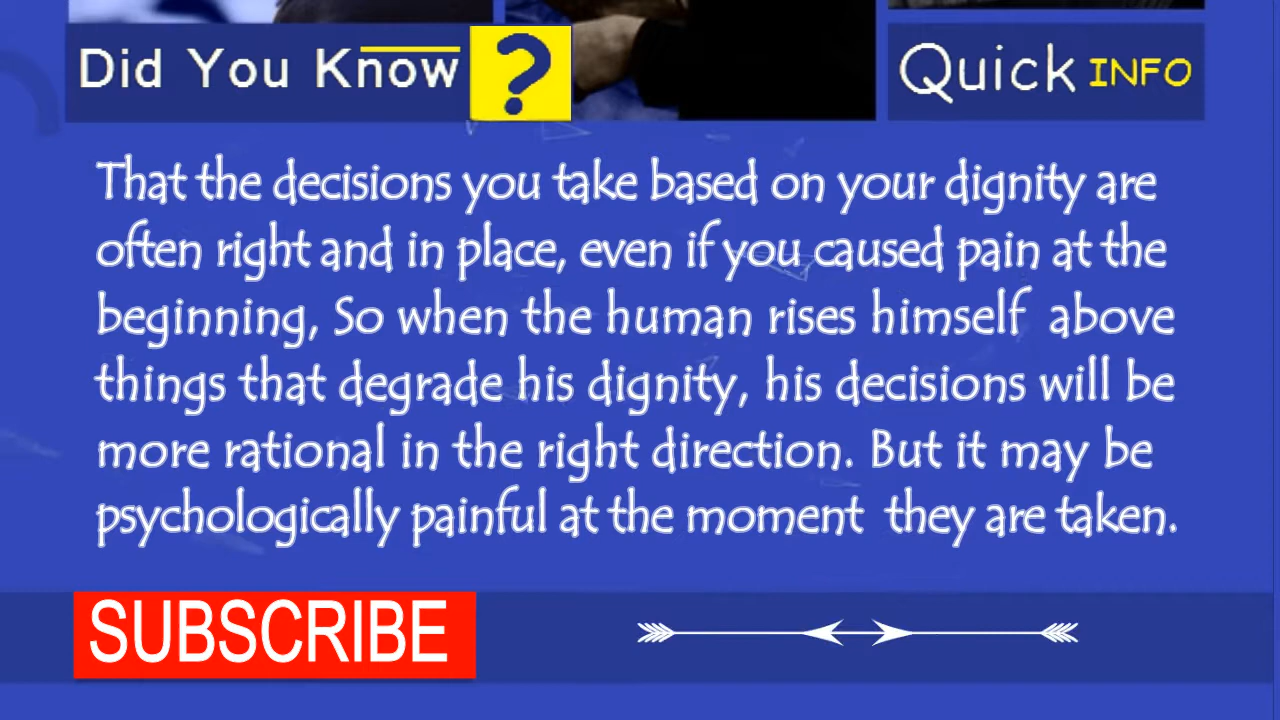 Did You Know ?
Quick INFO
That the decisions you take based on your dignity are
often right and in place, even if you caused pain at the
beginning, So when the human rises himself above
things that degrade his dignity, his decisions will be
more rational in the right direction. But it may be
psychologically painful at the moment they are taken.
SUBSCRIBE